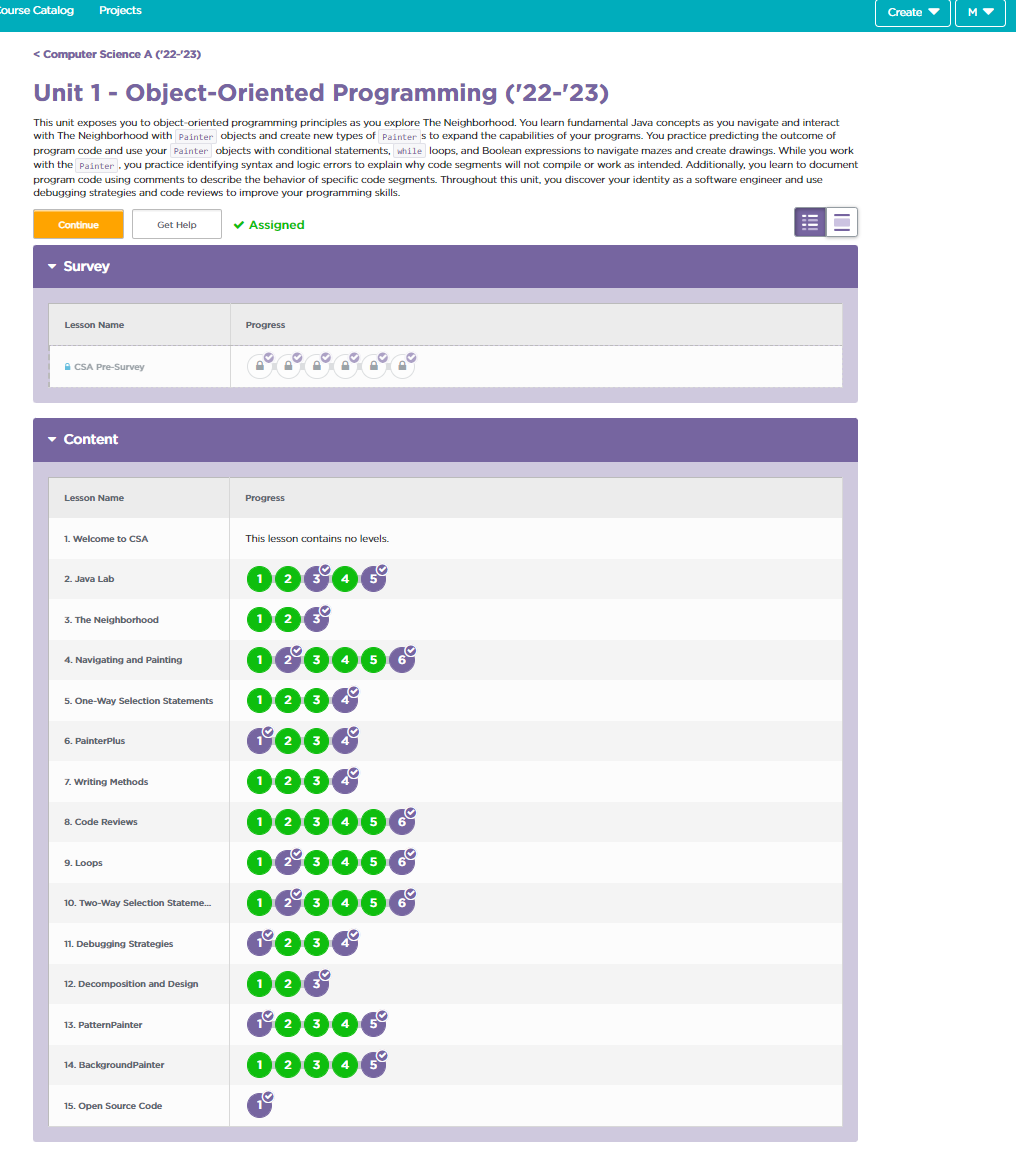 ourse Catalog Projects Create M
< Computer Science A ('22-'23)
Unit 1 - Object-Oriented Programming ('22-'23)
This unit exposes you to object-oriented programming principles as you explore The Neighborhood. You learn fundamental Java concepts as you navigate and interact
with The Neighborhood with Painter objects and create new types of Painter s to expand the capabilities of your programs. You practice predicting the outcome of
program code and use your Painter objects with conditional statements, while loops, and Boolean expressions to navigate mazes and create drawings. While you work
with the Painter , you practice identifying syntax and logic errors to explain why code segments will not compile or work as intended. Additionally, you learn to document
program code using comments to describe the behavior of specific code segments. Throughout this unit, you discover your identity as a software engineer and use
debugging strategies and code reviews to improve your programming skills.
Continue Get Help Assigned
Survey
Lesson Name Progress
CSA Pre-Survey
Content
Lesson Name Progress
1. Welcome to CSA This lesson contains no levels.
2. Java Lab 1 2 3 4 5
3. The Neighborhood 1 2 3
4. Navigating and Painting 1 2 3 4 5 6
5. One-Way Selection Statements 1 2 3 4
6. PainterPlus 1 2 3 4
7. Writing Methods 1 2 3 4
8. Code Reviews 1 2 3 4 5 6
9. Loops 1 2 3 4 5 6
10. Two-Way Selection Stateme... 1 2 3 4 5 6
11. Debugging Strategies 1 2 3 4
12. Decomposition and Design 1 2 3
13. PatternPainter 1 2 3 4 5
14. BackgroundPainter 1 2 3 4 5
15. Open Source Code 1